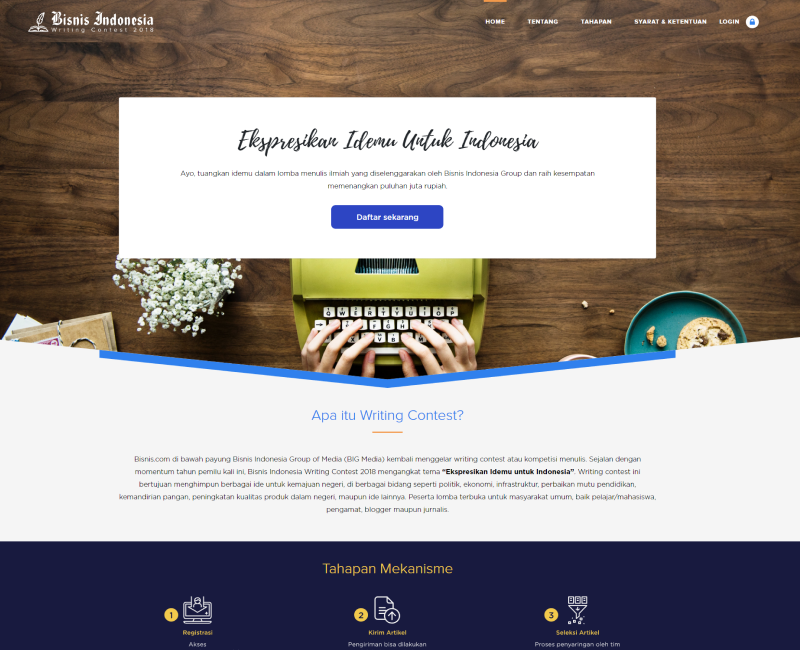 Bisnis Indonesia
Writing Contest 2018
HOME
TENTANG
TAHAPAN
SYARAT & KETENTUAN
LOGIN
Ekspresikan Idemu Untuk Indonesia
Ayo, tuangkan idemu dalam lomba menulis ilmiah yang diselenggarakan oleh Bisnis Indonesia Group dan raih kesempatan
memenangkan puluhan juta rupiah.
Daftar sekarang
Apa itu Writing Contest?
Bisnis.com di bawah payung Bisnis Indonesia Group of Media (BIG Media) kembali menggelar writing contest atau kompetisi menulis. Sejalan dengan
momentum tahun pemilu kali ini, Bisnis Indonesia Writing Contest 2018 mengangkat tema "Ekspresikan Idemu untuk Indonesia". Writing contest ini
bertujuan menghimpun berbagai ide untuk kemajuan negeri, di berbagai bidang seperti politik, ekonomi, infrastruktur, perbaikan mutu pendidikan,
kemandirian pangan, peningkatan kualitas produk dalam negeri, maupun ide lainnya. Peserta lomba terbuka untuk masyarakat umum, baik pelajar/mahasiswa,
pengamat, blogger maupun jurnalis.
Tahapan Mekanisme
1
2
3
Registrasi
Kirim Artikel
Seleksi Artikel
Akses
Pengiriman bisa dilakukan
Proses penyaringan oleh tim